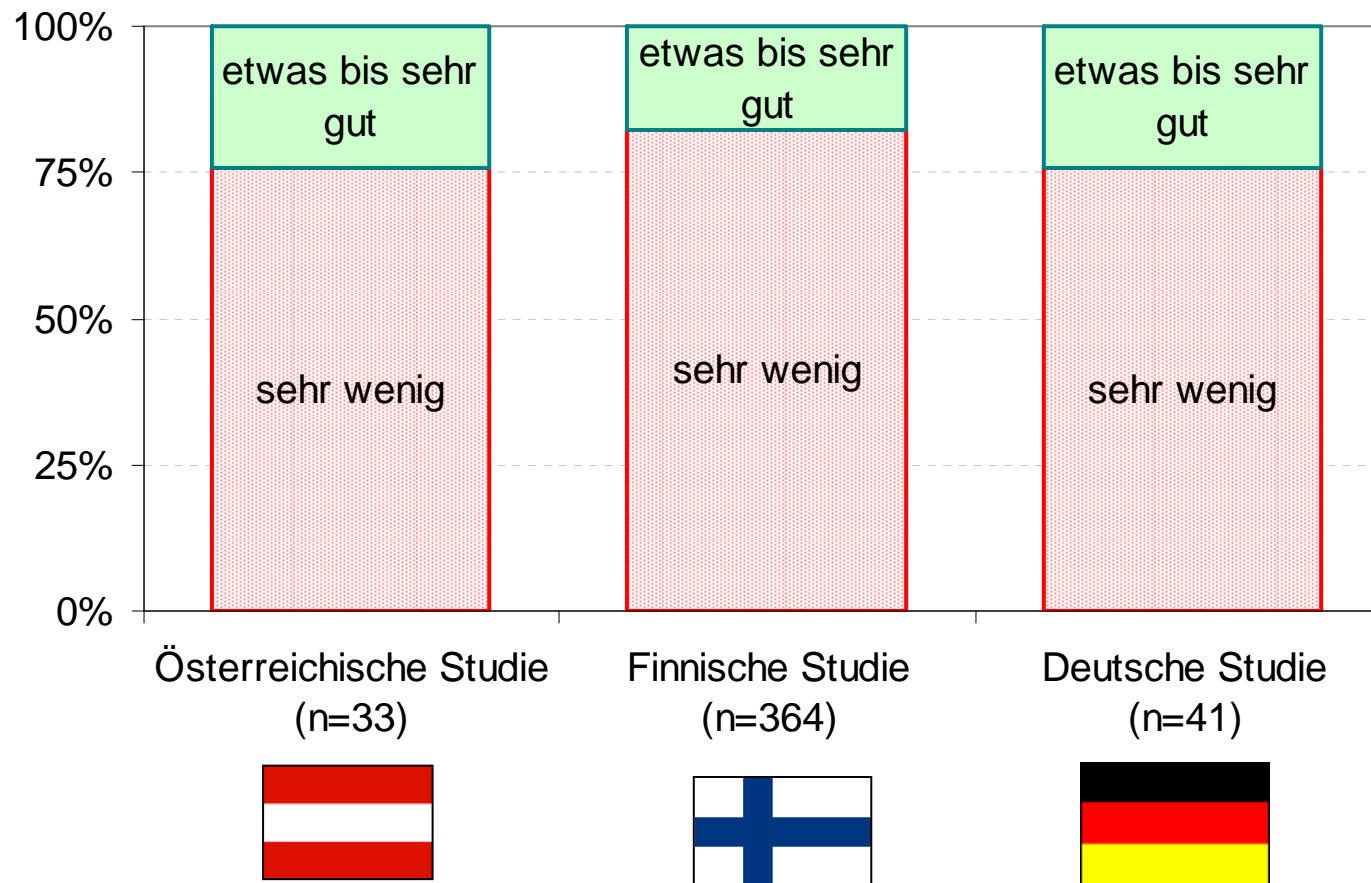 100%
75%
50%
25%
0%
etwas bis sehr
gut
sehr wenig
etwas bis sehr
gut
sehr wenig
etwas bis sehr
gut
sehr wenig
Österreichische Studie
(n=33)
Finnische Studie
(n=364)
Deutsche Studie
(n=41)